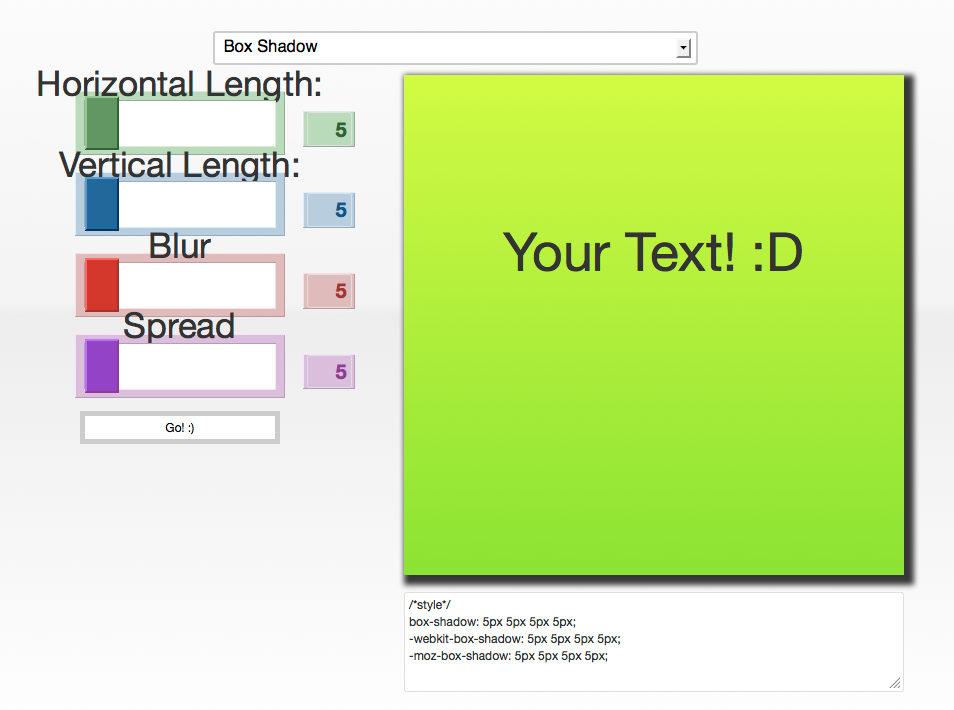 Box Shadow
Horizontal Length:
5
Vertical Length:
5
Blur
5
Spread
5
Go! :)
Your Text! :D
/*style*/
box-shadow: 5px 5px 5px 5px;
-webkit-box-shadow: 5px 5px 5px 5px;
-moz-box-shadow: 5px 5px 5px 5px;